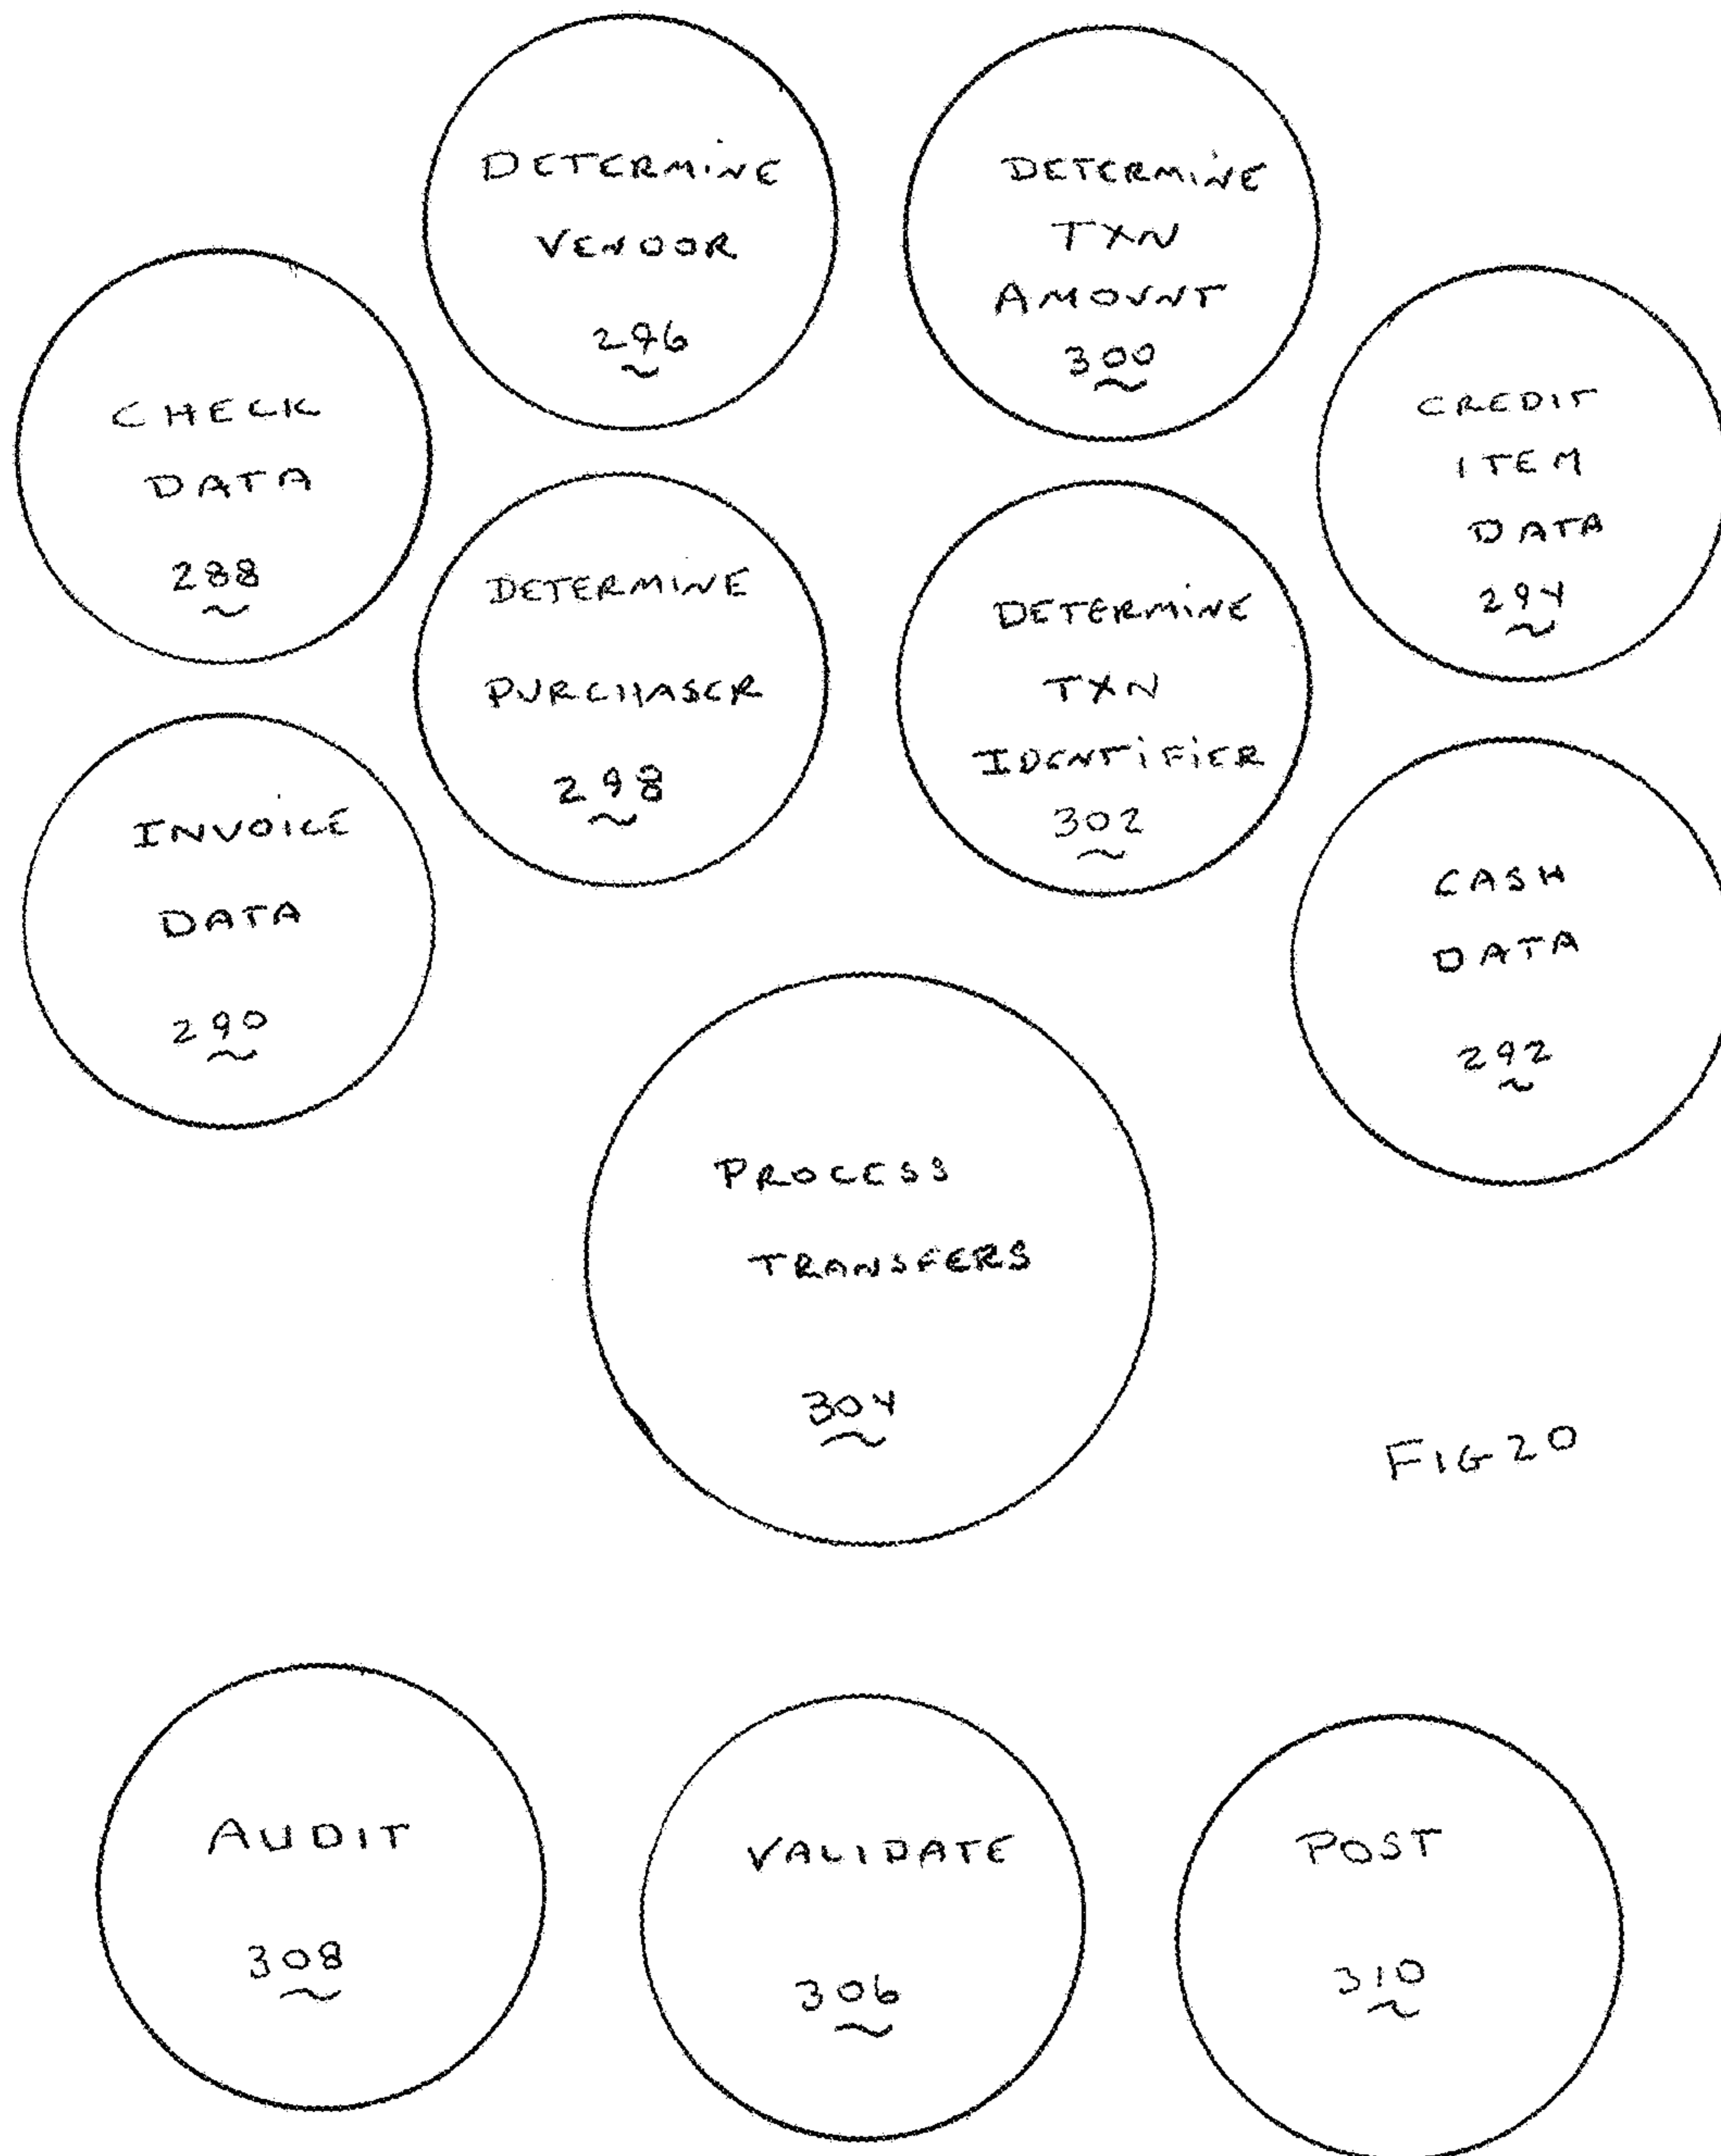 DETERMINE
VENDOR
296
DETERMINE
TXN
AMOUNT
300
CHECK
DATA
288
CREDIT
ITEM
DATA
294
DETERMINE
PURCHASER
298
DETERMINE
TXN
IDENTIFIER
302
INVOICE
DATA
290
CASH
DATA
292
PROCESS
TRANSFERS
304
FIG 20
AUDIT
308
VALIDATE
306
POST
310